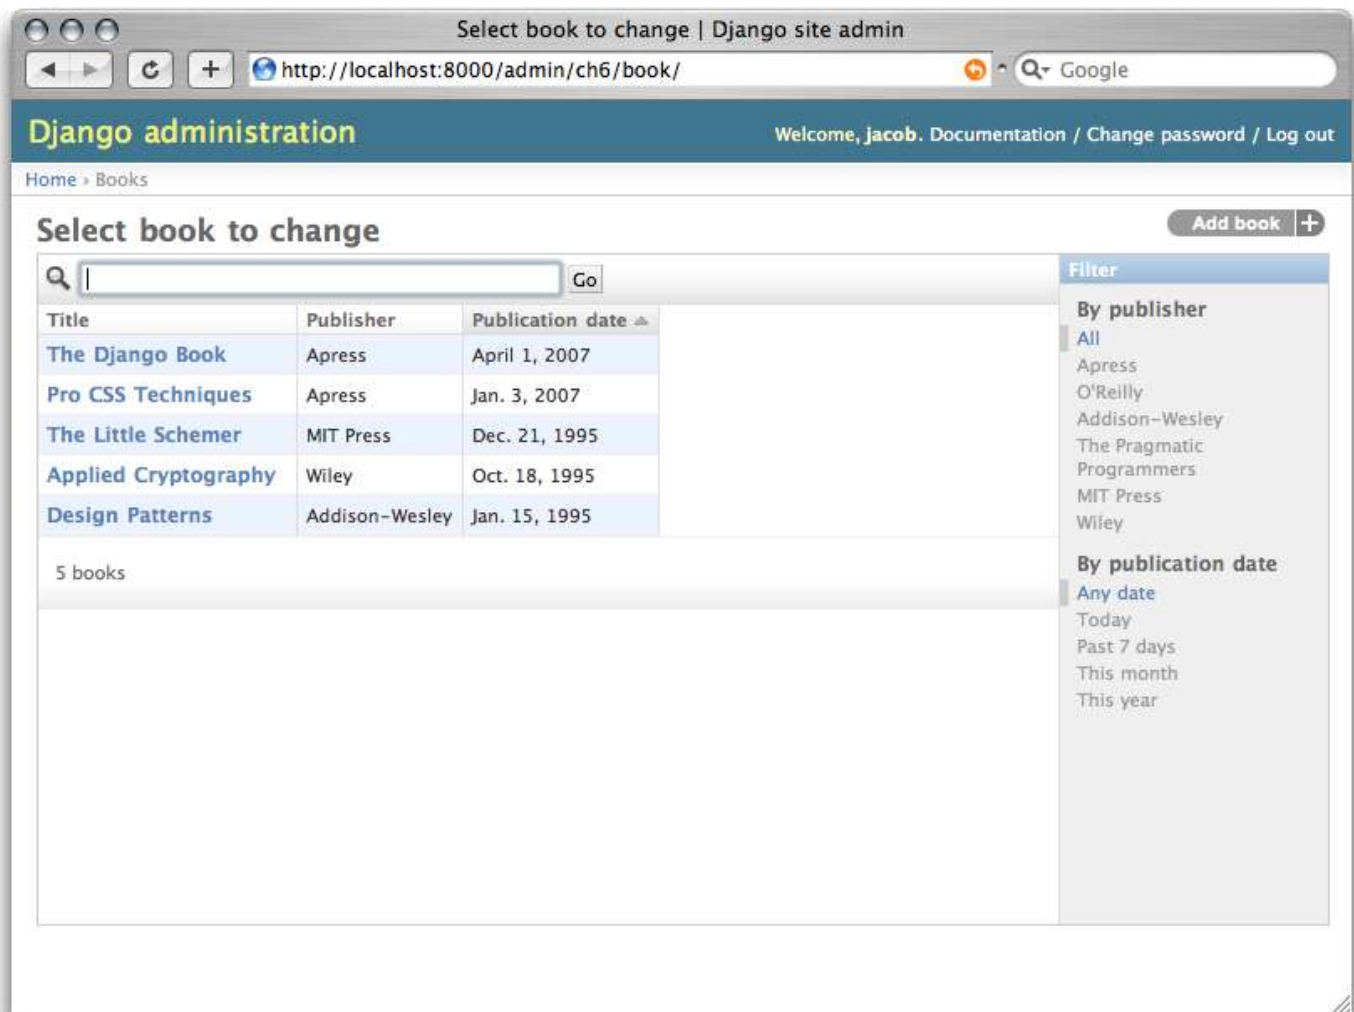 Select book to change | Django site admin
http://localhost:8000/admin/ch6/book/
Google
Django administration
Welcome, jacob. Documentation / Change password / Log out
Home › Books
Select book to change
Add book +
Go
Filter
Title Publisher Publication date
The Django Book Apress April 1, 2007
Pro CSS Techniques Apress Jan. 3, 2007
The Little Schemer MIT Press Dec. 21, 1995
Applied Cryptography Wiley Oct. 18, 1995
Design Patterns Addison-Wesley Jan. 15, 1995
5 books
By publisher
All
Apress
O'Reilly
Addison-Wesley
The Pragmatic
Programmers
MIT Press
Wiley
By publication date
Any date
Today
Past 7 days
This month
This year